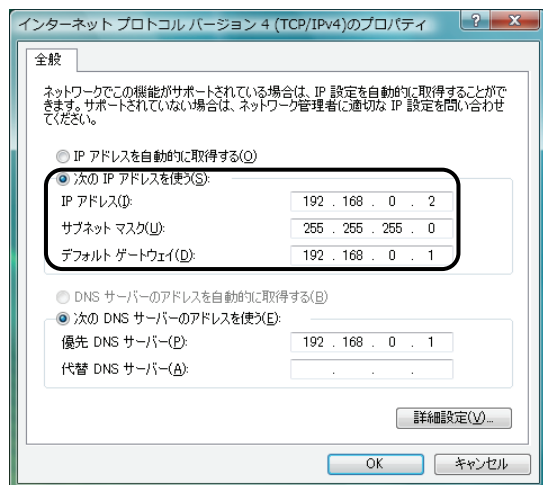 インターネット プロトコル バージョン 4 (TCP/IPv4)のプロパティ
全般
ネットワークでこの機能がサポートされている場合は、IP 設定を自動的に取得することがで
きます。サポートされていない場合は、ネットワーク管理者に適切な IP 設定を問い合わせ
てください。
IP アドレスを自動的に取得する(O)
次の IP アドレスを使う(S):
IP アドレス(I): 192 . 168 . 0 . 2
サブネット マスク(U): 255 . 255 . 255 . 0
デフォルト ゲートウェイ(D): 192 . 168 . 0 . 1
DNS サーバーのアドレスを自動的に取得する(B)
次の DNS サーバーのアドレスを使う(E):
優先 DNS サーバー(P): 192 . 168 . 0 . 1
代替 DNS サーバー(A): . . .
詳細設定(V)...
OK キャンセル